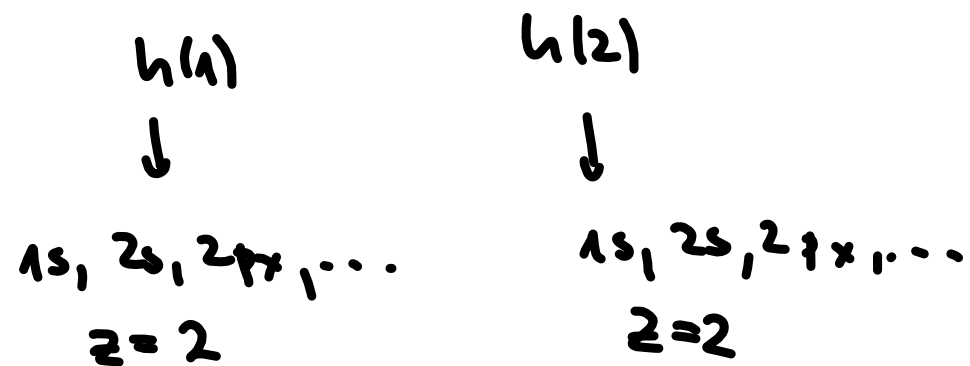 h(1) h(2)
↓ ↓
1s, 2s, 2px, ... 1s, 2s, 2px, ...
z = 2 z = 2